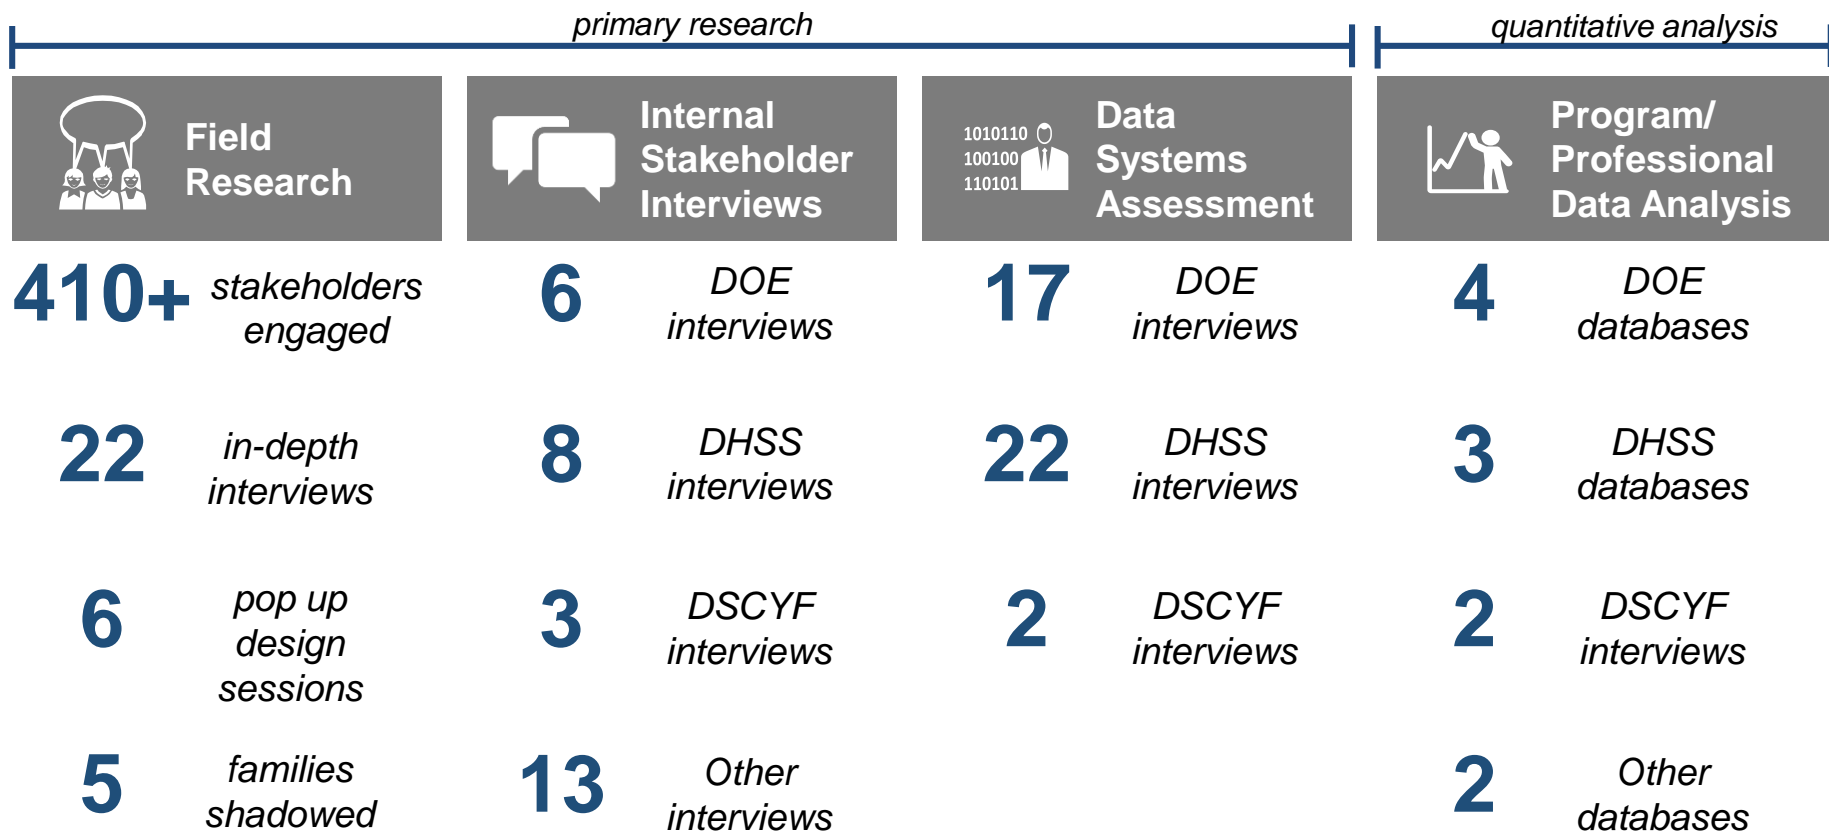 primary research
quantitative analysis
Field
Research
Internal
Stakeholder
Interviews
1010110
100100
110101
Data
Systems
Assessment
Program/
Professional
Data Analysis
410+
stakeholders
engaged
22
in-depth
interviews
6
pop up
design
sessions
5
families
shadowed
6
DOE
interviews
8
DHSS
interviews
3
DSCYF
interviews
13
Other
interviews
17
DOE
interviews
22
DHSS
interviews
2
DSCYF
interviews
4
DOE
databases
3
DHSS
databases
2
DSCYF
interviews
2
Other
databases